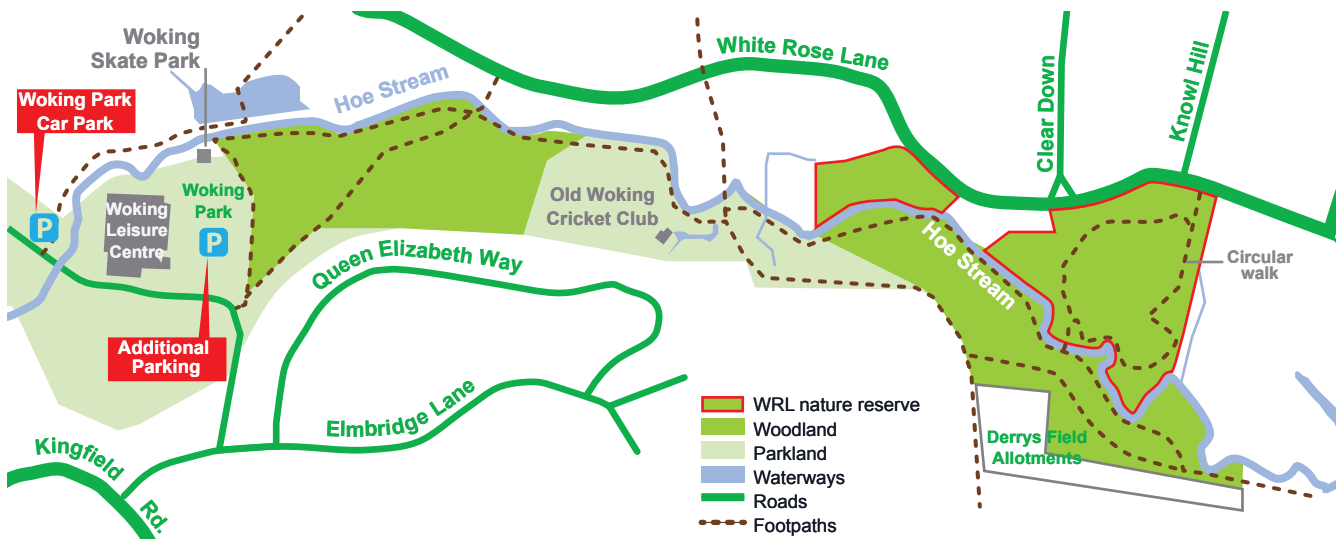 Woking
Skate Park
Woking Park
Car Park
Hoe Stream
White Rose Lane
Clear Down
Knowl Hill
P
Woking
Leisure
Centre
Woking
Park
P
Old Woking
Cricket Club
Queen Elizabeth Way
Hoe Stream
Circular
walk
Additional
Parking
Elmbridge Lane
Kingfield
Rd.
Derrys Field
Allotments
WRL nature reserve
Woodland
Parkland
Waterways
Roads
Footpaths